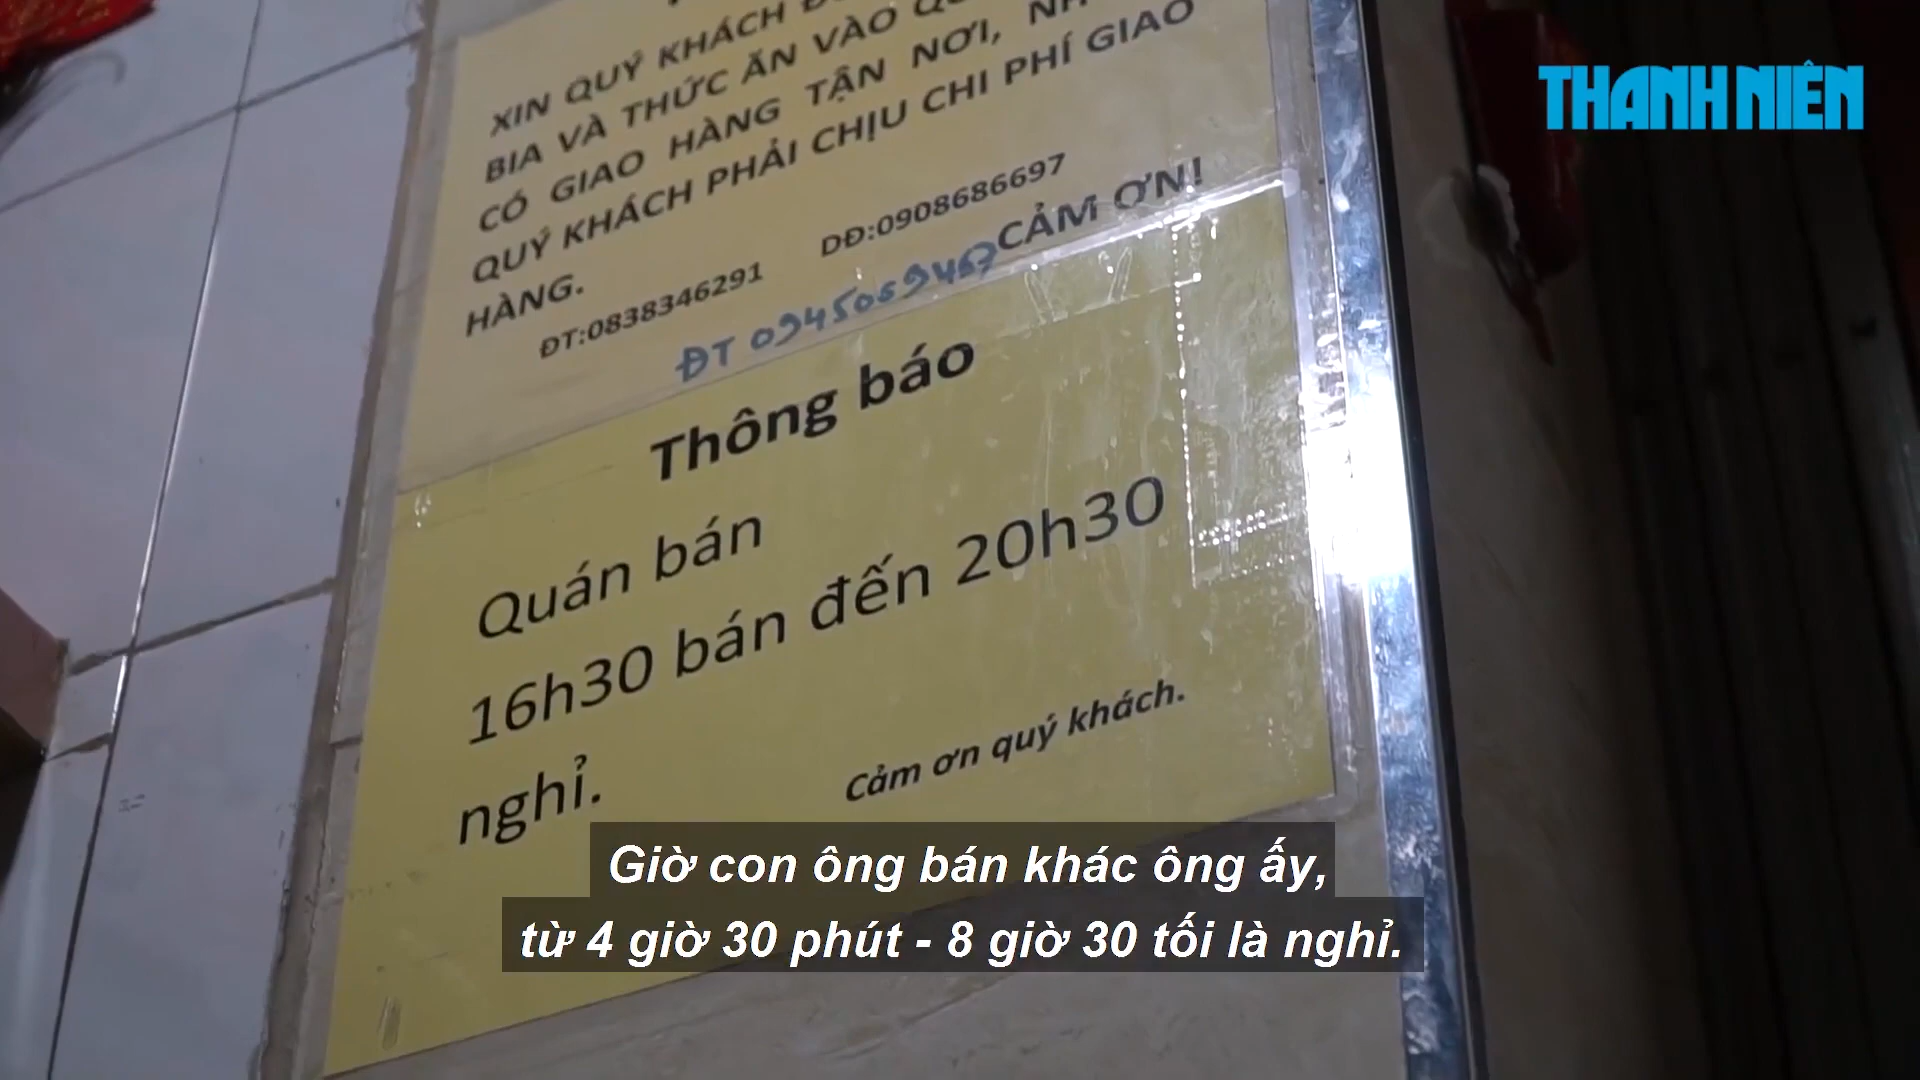 XIN QUÝ KHÁCH
BIA VÀ THỨC ĂN VÀO
CÓ GIAO HÀNG TẬN NƠI,
QUÝ KHÁCH PHẢI CHỊU CHI PHÍ GIAO
HÀNG.
ĐT:0838346291 DĐ:0908686697
ĐT 0945059467 CẢM ƠN!
Thông báo
Quán bán
16h30 bán đến 20h30
nghỉ.
Cảm ơn quý khách.
THANH NIÊN
Giờ con ông bán khác ông ấy,
từ 4 giờ 30 phút - 8 giờ 30 tối là nghỉ.